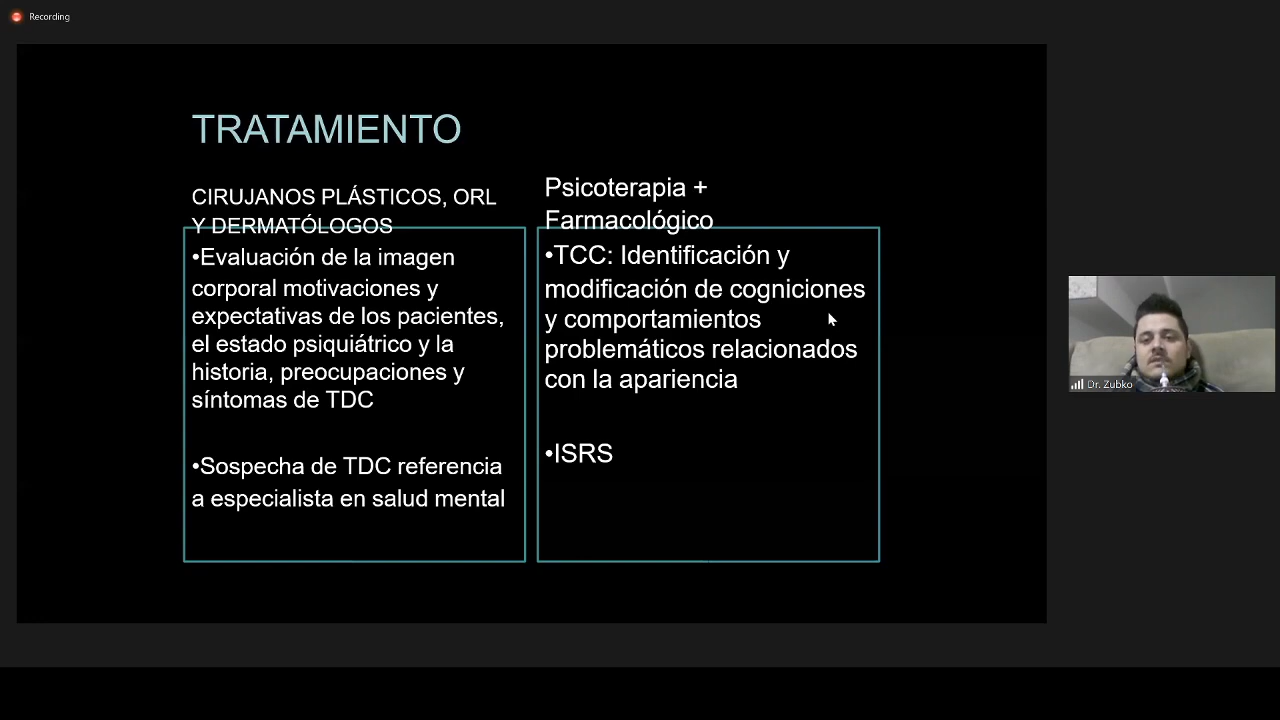 Recording
TRATAMIENTO
CIRUJANOS PLÁSTICOS, ORL
Y DERMATÓLOGOS
•Evaluación de la imagen
corporal motivaciones y
expectativas de los pacientes,
el estado psiquiátrico y la
historia, preocupaciones y
síntomas de TDC
•Sospecha de TDC referencia
a especialista en salud mental
Psicoterapia +
Farmacológico
•TCC: Identificación y
modificación de cogniciones
y comportamientos
problemáticos relacionados
con la apariencia
•ISRS
Dr. Zubko